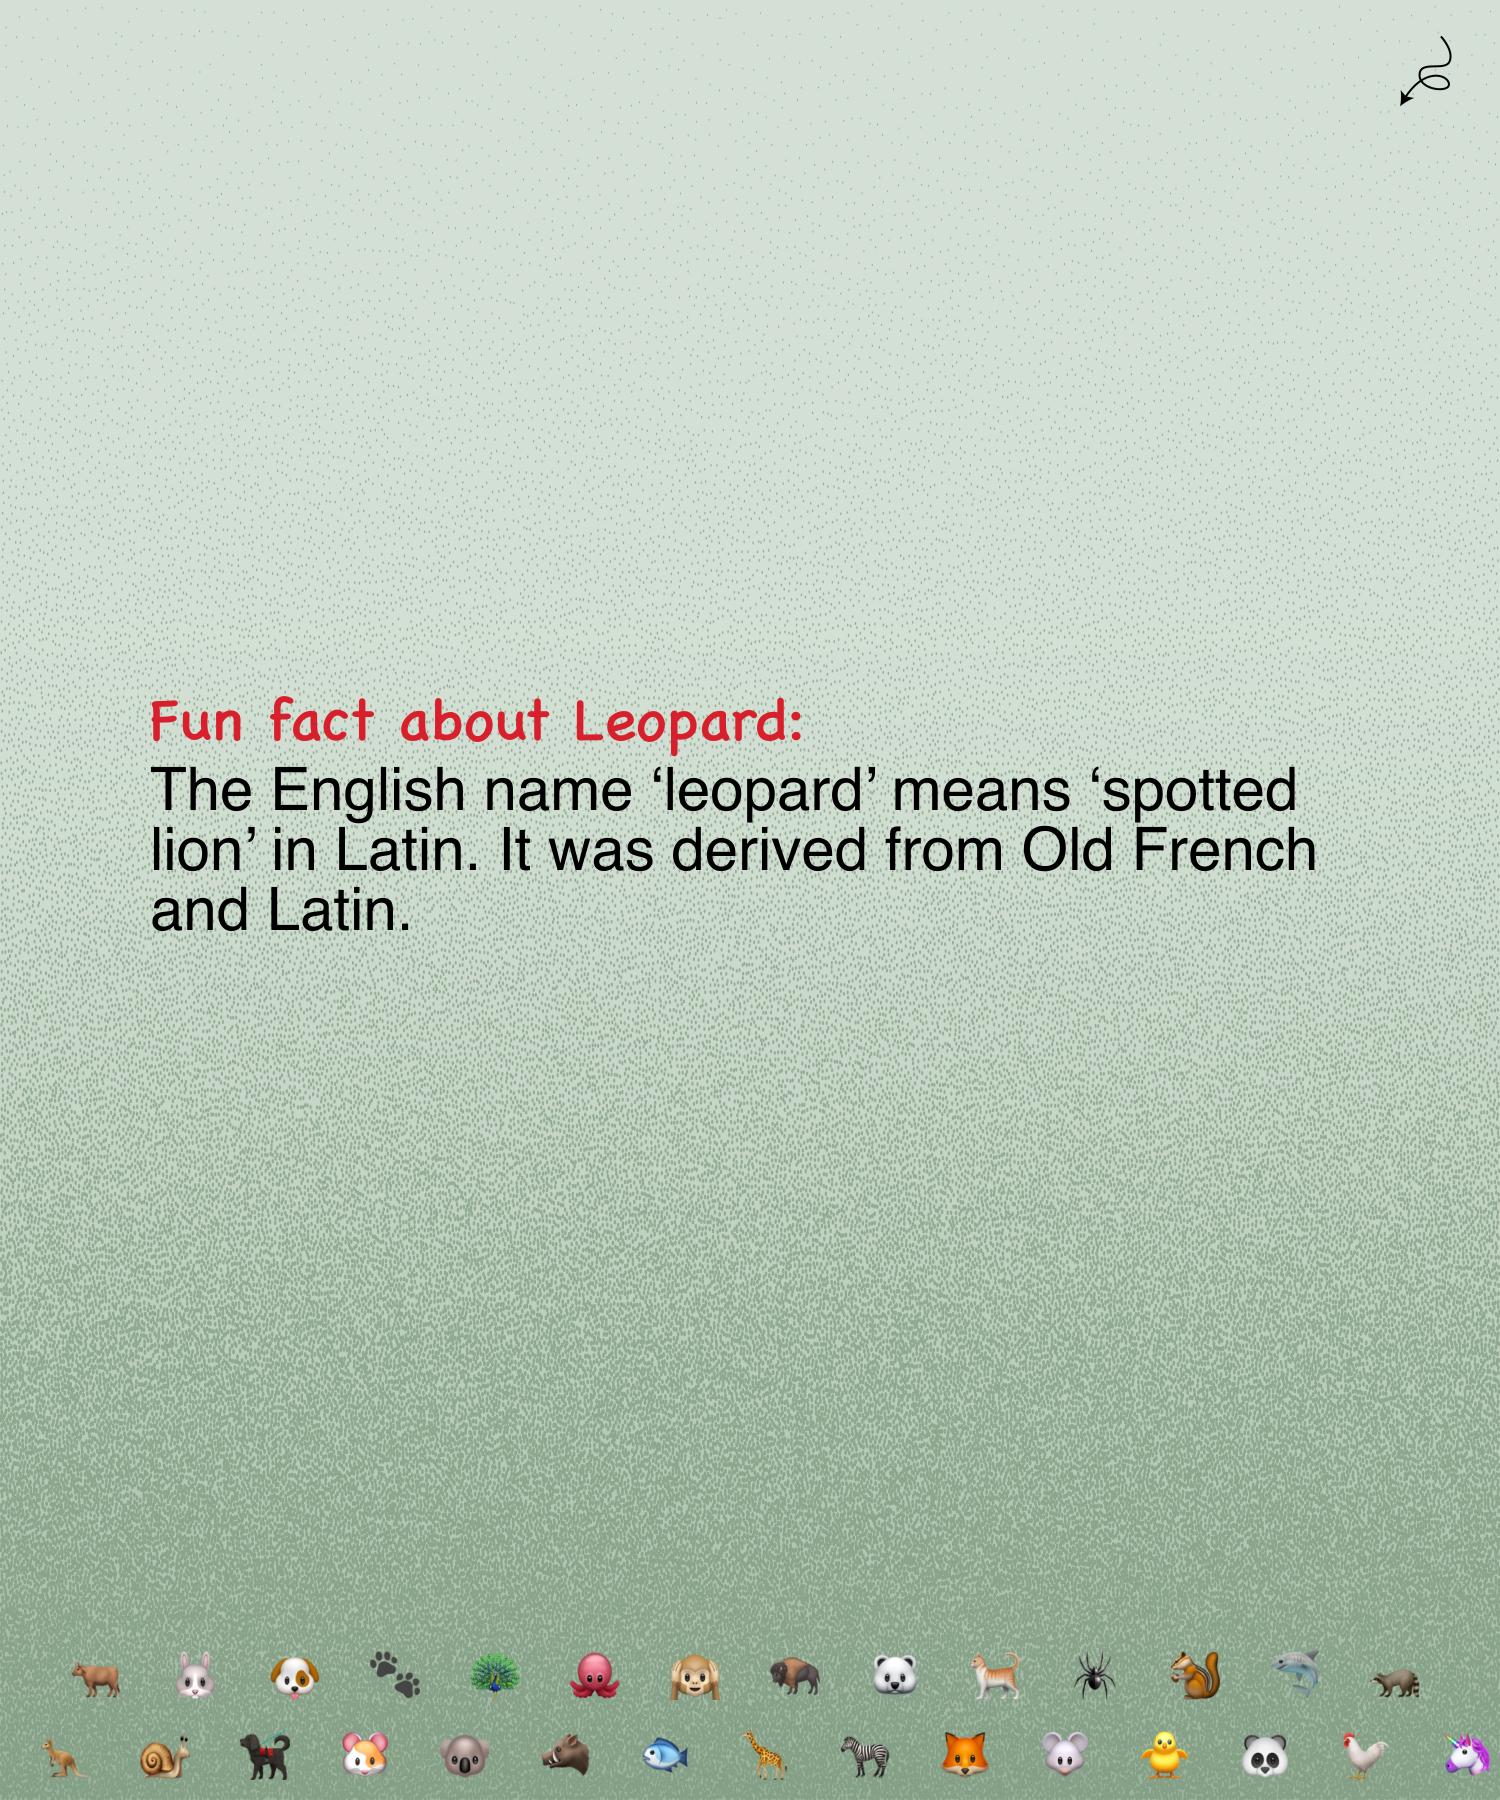 Fun fact about Leopard:
The English name ‘leopard’ means ‘spotted
lion’ in Latin. It was derived from Old French
and Latin.